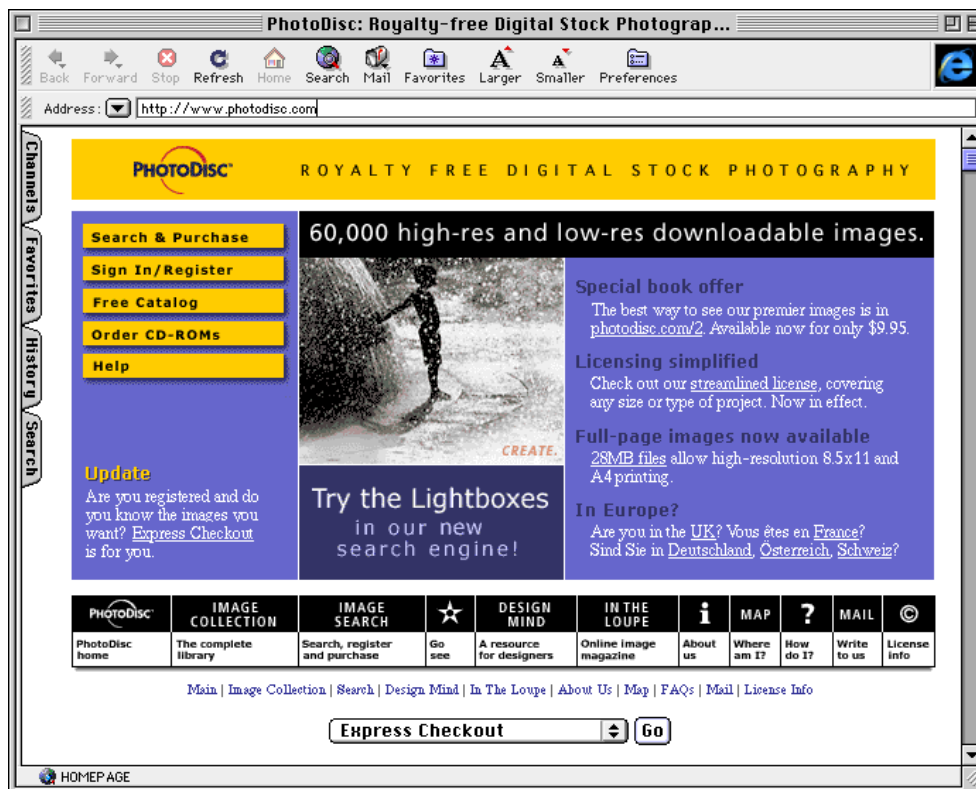 PhotoDisc: Royalty-free Digital Stock Photograp...
Back Forward Stop Refresh Home Search Mail Favorites Larger Smaller Preferences
Address: http://www.photodisc.com
Channels
Favorites
History
Search
PHOTODISC™ ROYALTY FREE DIGITAL STOCK PHOTOGRAPHY
Search & Purchase
Sign In/Register
Free Catalog
Order CD-ROMs
Help
Update
Are you registered and do
you know the images you
want? Express Checkout
is for you.
60,000 high-res and low-res downloadable images.
CREATE.
Try the Lightboxes
in our new
search engine!
Special book offer
The best way to see our premier images is in
photodisc.com/2. Available now for only $9.95.
Licensing simplified
Check out our streamlined license, covering
any size or type of project. Now in effect.
Full-page images now available
28MB files allow high-resolution 8.5x11 and
A4 printing.
In Europe?
Are you in the UK? Vous êtes en France?
Sind Sie in Deutschland, Österreich, Schweiz?
PHOTODISC™
PhotoDisc
home
IMAGE
COLLECTION
The complete
library
IMAGE
SEARCH
Search, register
and purchase
Go
see
DESIGN
MIND
A resource
for designers
IN THE
LOUPE
Online image
magazine
i
About
us
MAP
Where
am I?
?
How
do I?
MAIL
Write
to us
©
License
info
Main | Image Collection | Search | Design Mind | In The Loupe | About Us | Map | FAQs | Mail | License Info
Express Checkout Go
HOMEPAGE